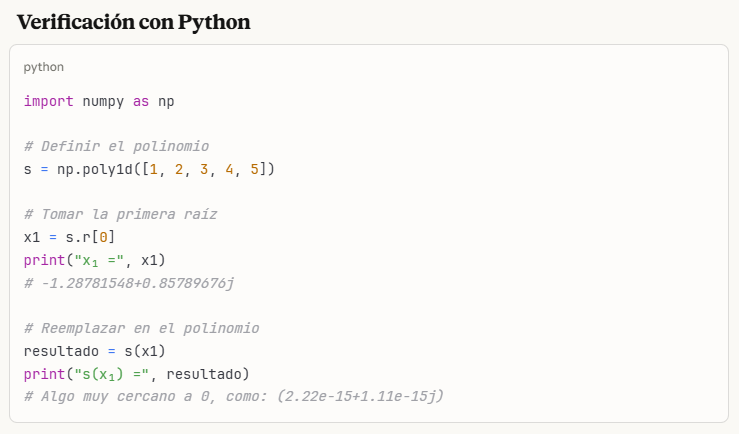 Verificación con Python
python
import numpy as np
# Definir el polinomio
s = np.poly1d([1, 2, 3, 4, 5])
# Tomar la primera raíz
x1 = s.r[0]
print("x₁ =", x1)
# -1.28781548+0.85789676j
# Reemplazar en el polinomio
resultado = s(x1)
print("s(x₁) =", resultado)
# Algo muy cercano a 0, como: (2.22e-15+1.11e-15j)